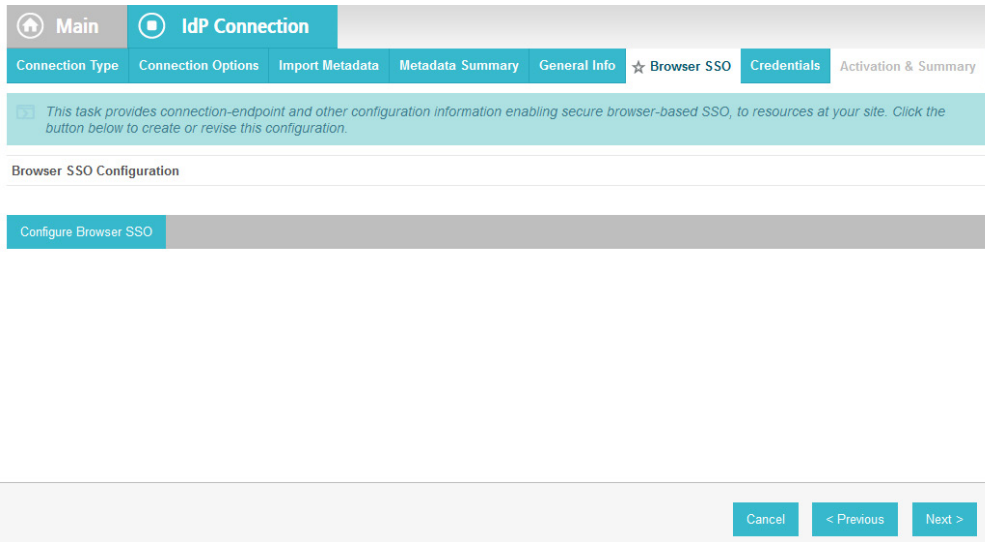 Main IdP Connection
Connection Type Connection Options Import Metadata Metadata Summary General Info Browser SSO Credentials Activation & Summary
This task provides connection-endpoint and other configuration information enabling secure browser-based SSO, to resources at your site. Click the
button below to create or revise this configuration.
Browser SSO Configuration
Configure Browser SSO
Cancel < Previous Next >